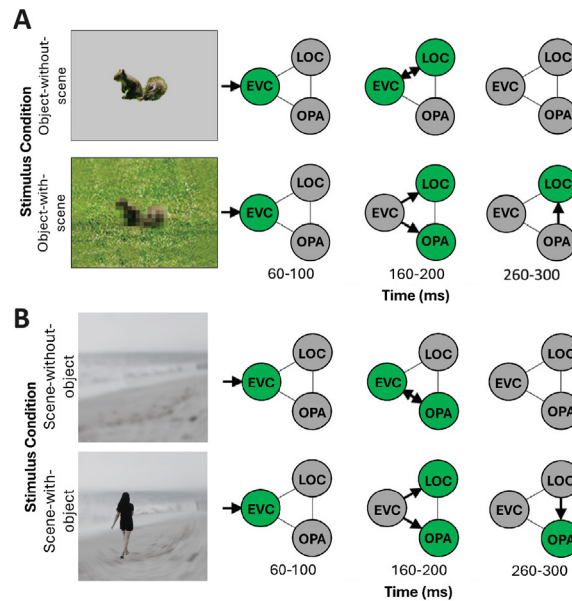 A
Stimulus Condition
Object-without-
scene
LOC
EVC
OPA
LOC
EVC
OPA
LOC
EVC
OPA
Object-with-
scene
LOC
EVC
OPA
LOC
EVC
OPA
LOC
EVC
OPA
60-100
160-200
260-300
Time (ms)
B
Stimulus Condition
Scene-without-
object
LOC
EVC
OPA
LOC
EVC
OPA
LOC
EVC
OPA
Scene-with-
object
LOC
EVC
OPA
LOC
EVC
OPA
LOC
EVC
OPA
60-100
160-200
260-300
Time (ms)